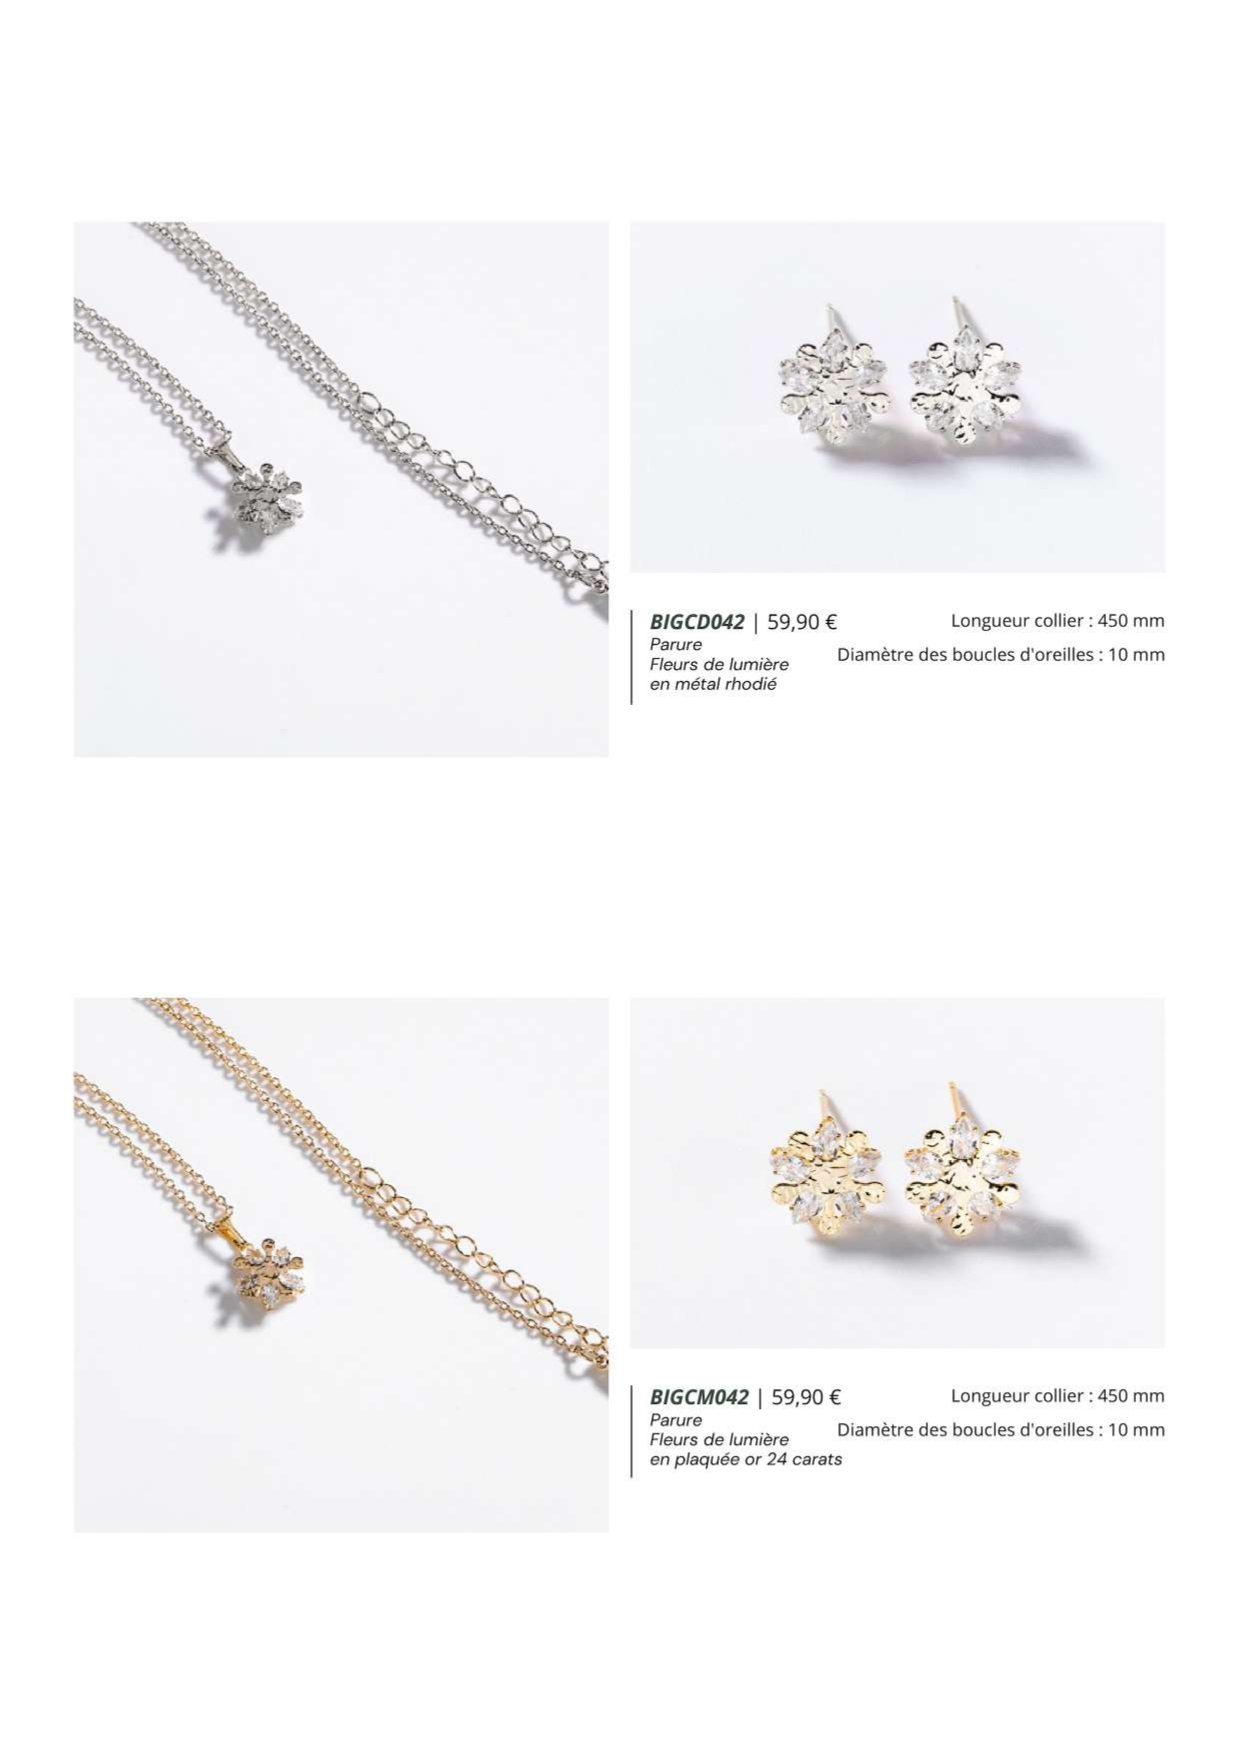 BIGCD042 | 59,90 €
Parure
Fleurs de lumière
en métal rhodié
Longueur collier : 450 mm
Diamètre des boucles d'oreilles : 10 mm
BIGCM042 | 59,90 €
Parure
Fleurs de lumière
en plaquée or 24 carats
Longueur collier : 450 mm
Diamètre des boucles d'oreilles : 10 mm